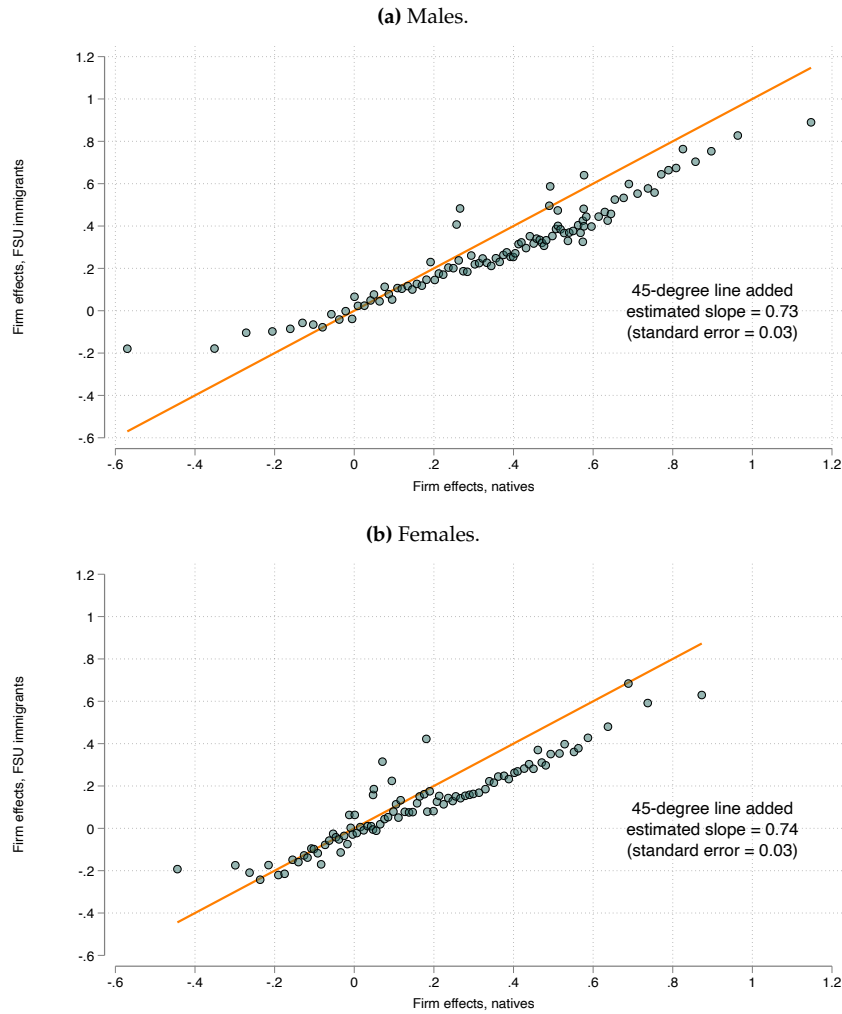 (a) Males.
1.2
1
.8
.6
.4
.2
0
-.2
-.4
-.6
Firm effects, FSU immigrants
45-degree line added
estimated slope = 0.73
(standard error = 0.03)
-.6 -.4 -.2 0 .2 .4 .6 .8 1 1.2
Firm effects, natives
(b) Females.
1.2
1
.8
.6
.4
.2
0
-.2
-.4
-.6
Firm effects, FSU immigrants
45-degree line added
estimated slope = 0.74
(standard error = 0.03)
-.6 -.4 -.2 0 .2 .4 .6 .8 1 1.2
Firm effects, natives